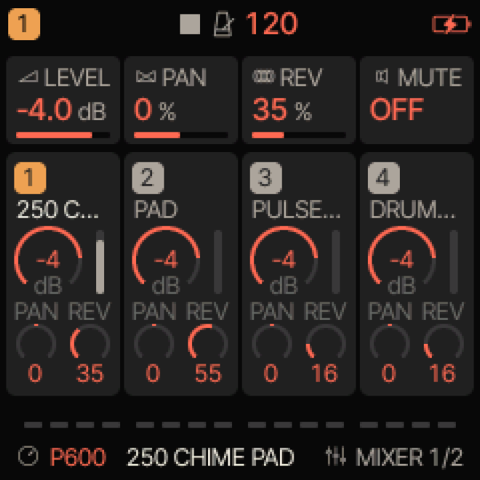 1 120
LEVEL PAN REV MUTE
-4.0 dB 0 % 35 % OFF
1 2 3 4
250 C... PAD PULSE... DRUM...
-4 -4 -4 -4
dB dB dB dB
PAN REV PAN REV PAN REV PAN REV
0 35 0 55 0 16 0 16
P600 250 CHIME PAD MIXER 1/2